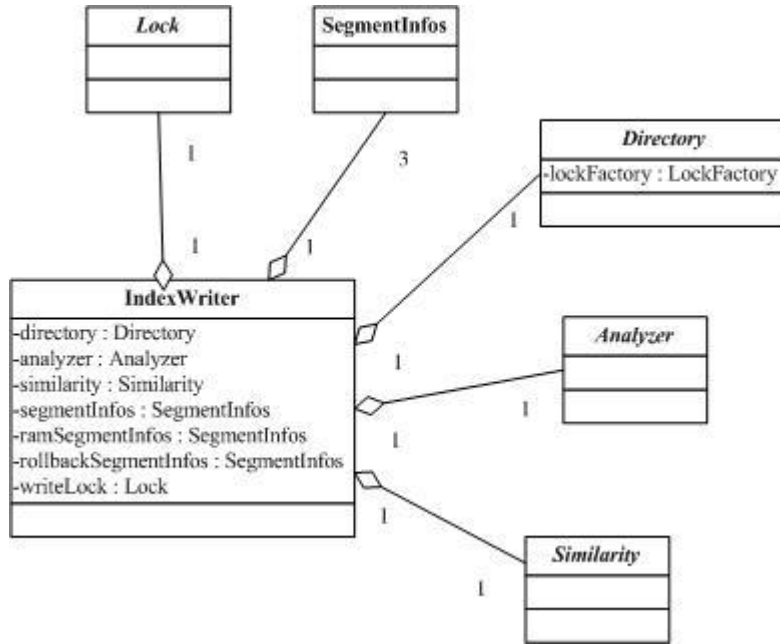 Lock
SegmentInfos
1
3
Directory
-lockFactory : LockFactory
1
1
1
IndexWriter
-directory : Directory
-analyzer : Analyzer
-similarity : Similarity
-segmentInfos : SegmentInfos
-ramSegmentInfos : SegmentInfos
-rollbackSegmentInfos : SegmentInfos
-writeLock : Lock
1
Analyzer
1
1
1
Similarity
1